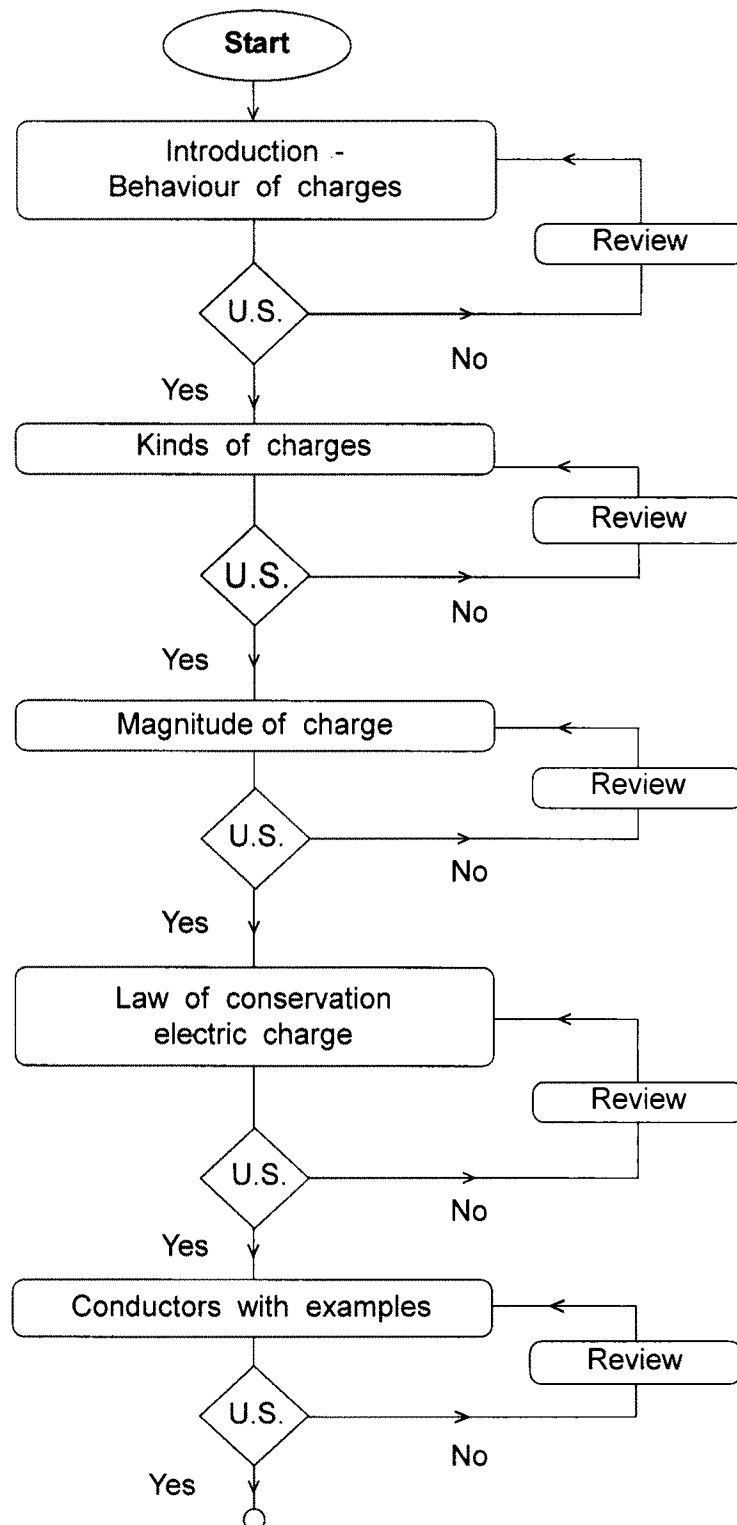 Start
Introduction -
Behaviour of charges
Review
U.S.
No
Yes
Kinds of charges
Review
U.S.
No
Yes
Magnitude of charge
Review
U.S.
No
Yes
Law of conservation
electric charge
Review
U.S.
No
Yes
Conductors with examples
Review
U.S.
No
Yes